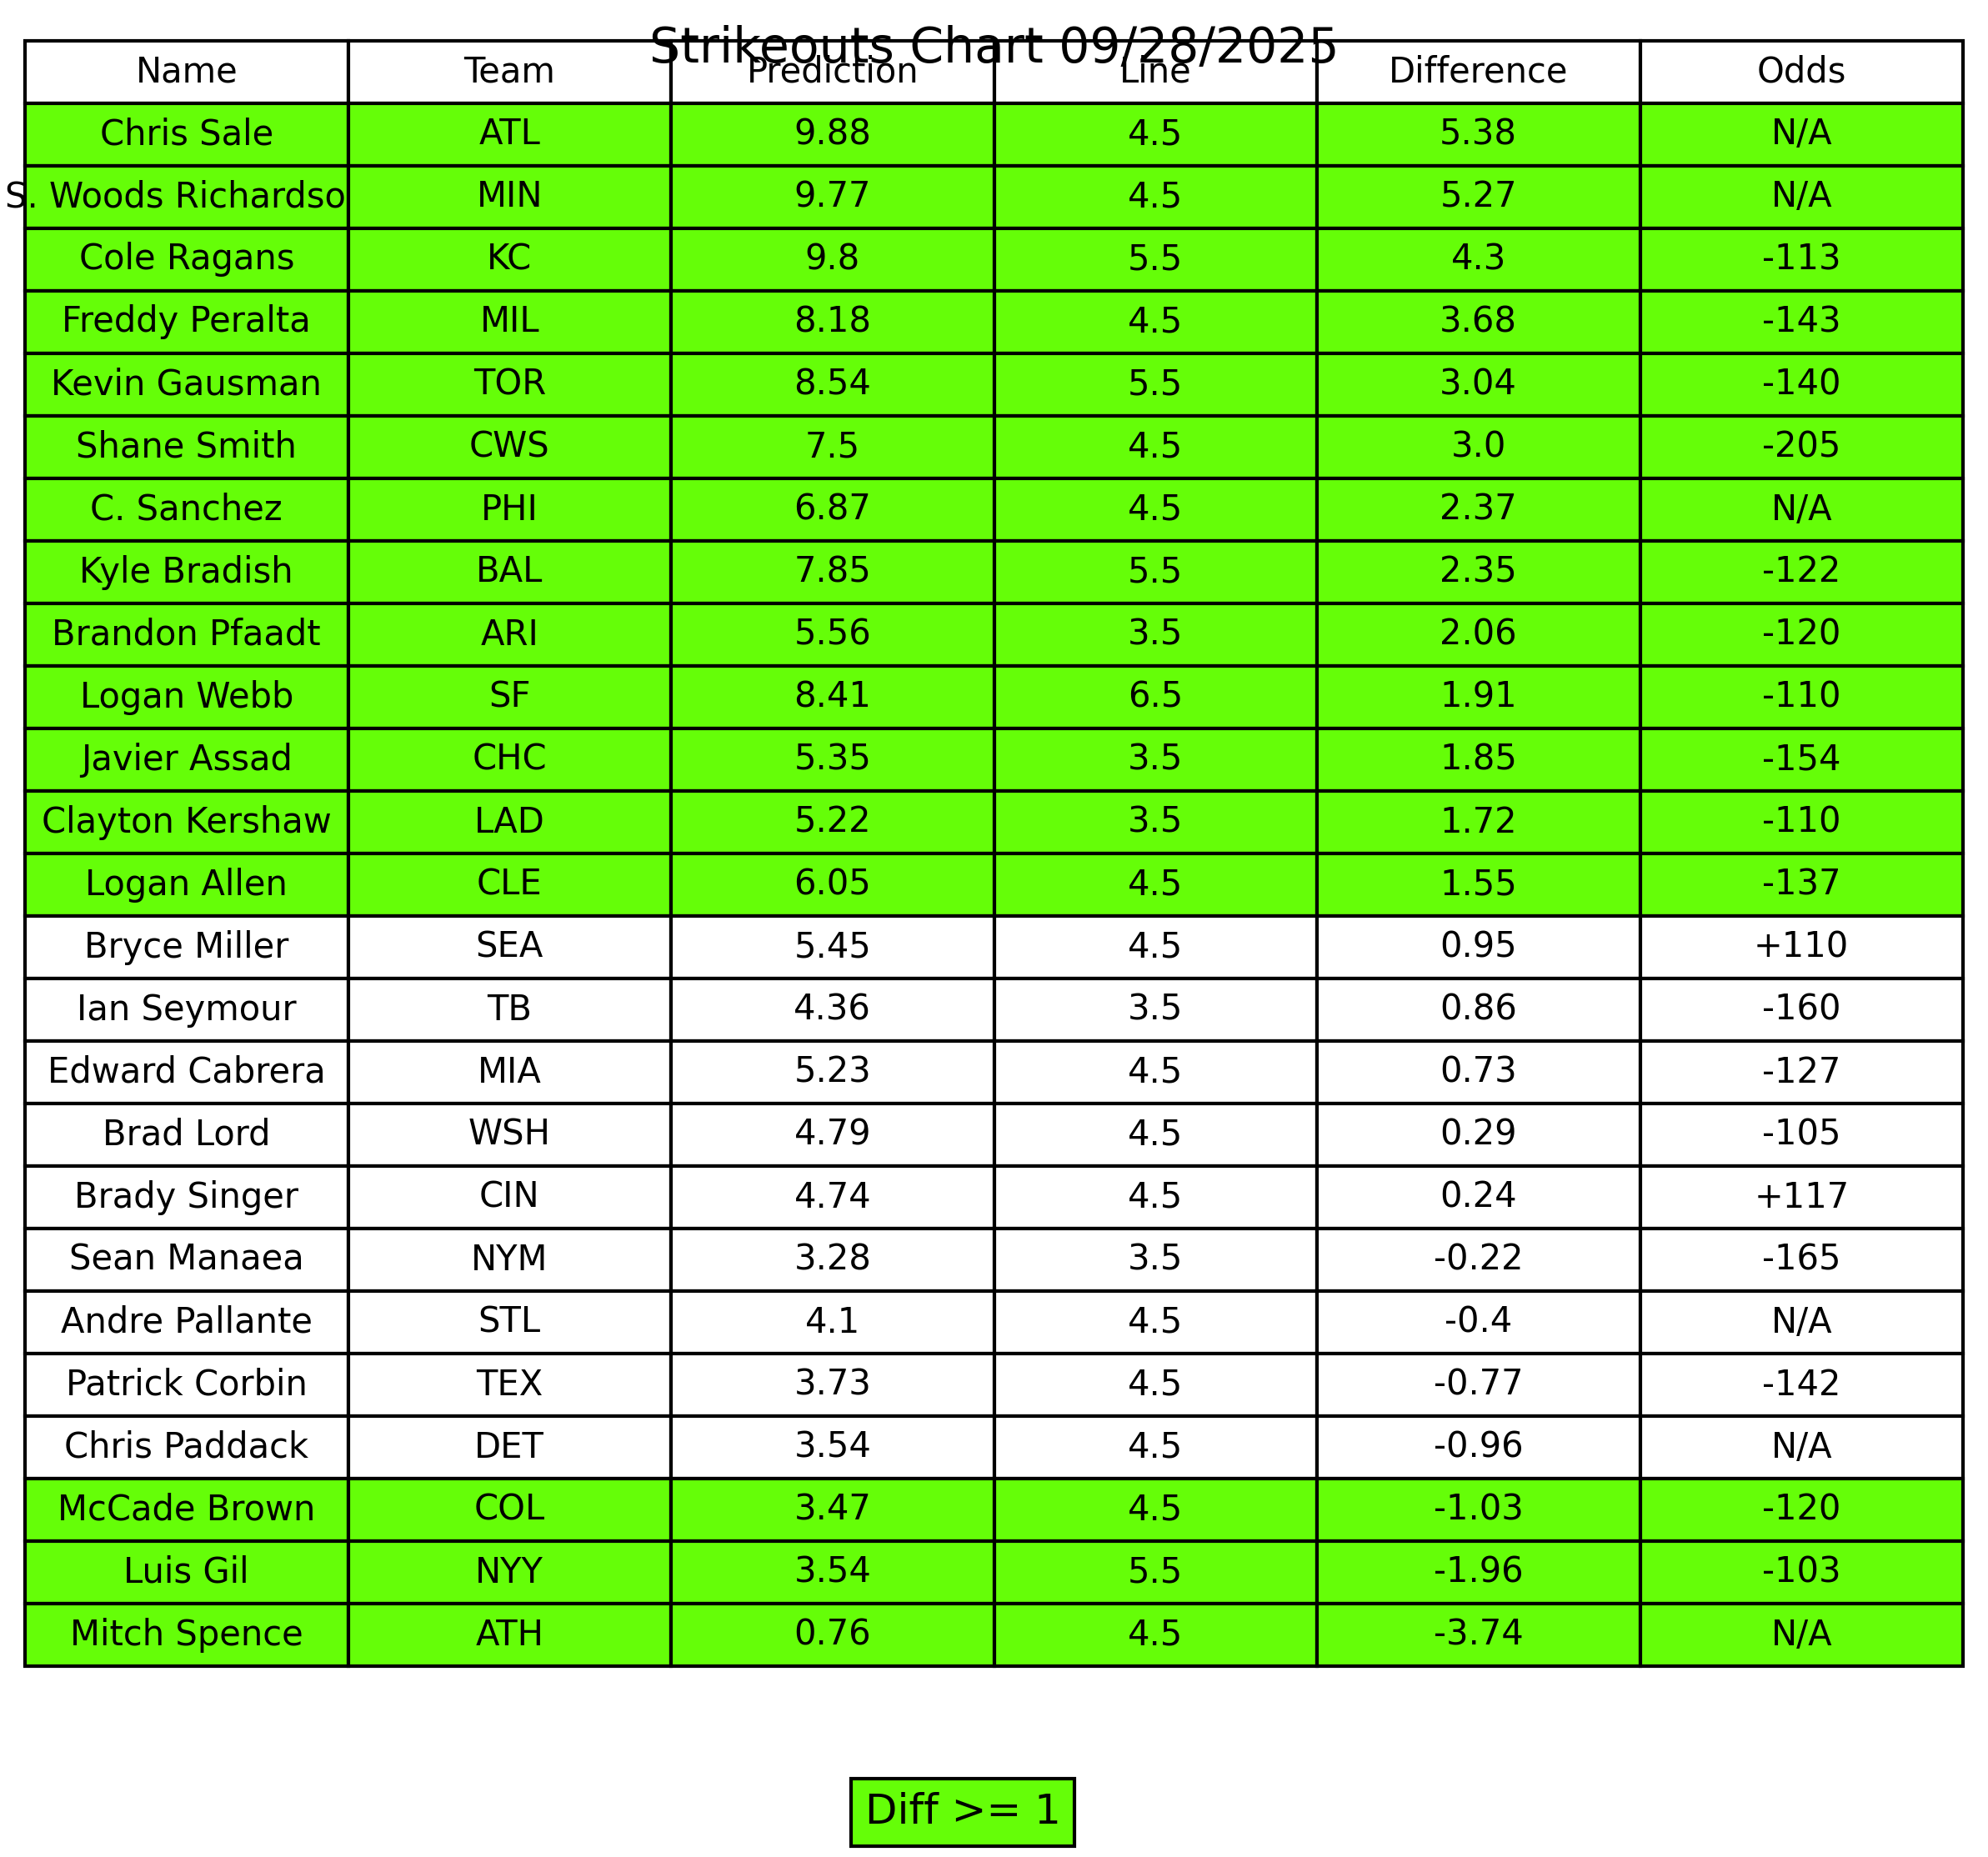 Strikeouts Chart 09/28/2025
Name Team Prediction Line Difference Odds
Chris Sale ATL 9.88 4.5 5.38 N/A
S. Woods Richardso MIN 9.77 4.5 5.27 N/A
Cole Ragans KC 9.8 5.5 4.3 -113
Freddy Peralta MIL 8.18 4.5 3.68 -143
Kevin Gausman TOR 8.54 5.5 3.04 -140
Shane Smith CWS 7.5 4.5 3.0 -205
C. Sanchez PHI 6.87 4.5 2.37 N/A
Kyle Bradish BAL 7.85 5.5 2.35 -122
Brandon Pfaadt ARI 5.56 3.5 2.06 -120
Logan Webb SF 8.41 6.5 1.91 -110
Javier Assad CHC 5.35 3.5 1.85 -154
Clayton Kershaw LAD 5.22 3.5 1.72 -110
Logan Allen CLE 6.05 4.5 1.55 -137
Bryce Miller SEA 5.45 4.5 0.95 +110
Ian Seymour TB 4.36 3.5 0.86 -160
Edward Cabrera MIA 5.23 4.5 0.73 -127
Brad Lord WSH 4.79 4.5 0.29 -105
Brady Singer CIN 4.74 4.5 0.24 +117
Sean Manaea NYM 3.28 3.5 -0.22 -165
Andre Pallante STL 4.1 4.5 -0.4 N/A
Patrick Corbin TEX 3.73 4.5 -0.77 -142
Chris Paddack DET 3.54 4.5 -0.96 N/A
McCade Brown COL 3.47 4.5 -1.03 -120
Luis Gil NYY 3.54 5.5 -1.96 -103
Mitch Spence ATH 0.76 4.5 -3.74 N/A
Diff >= 1